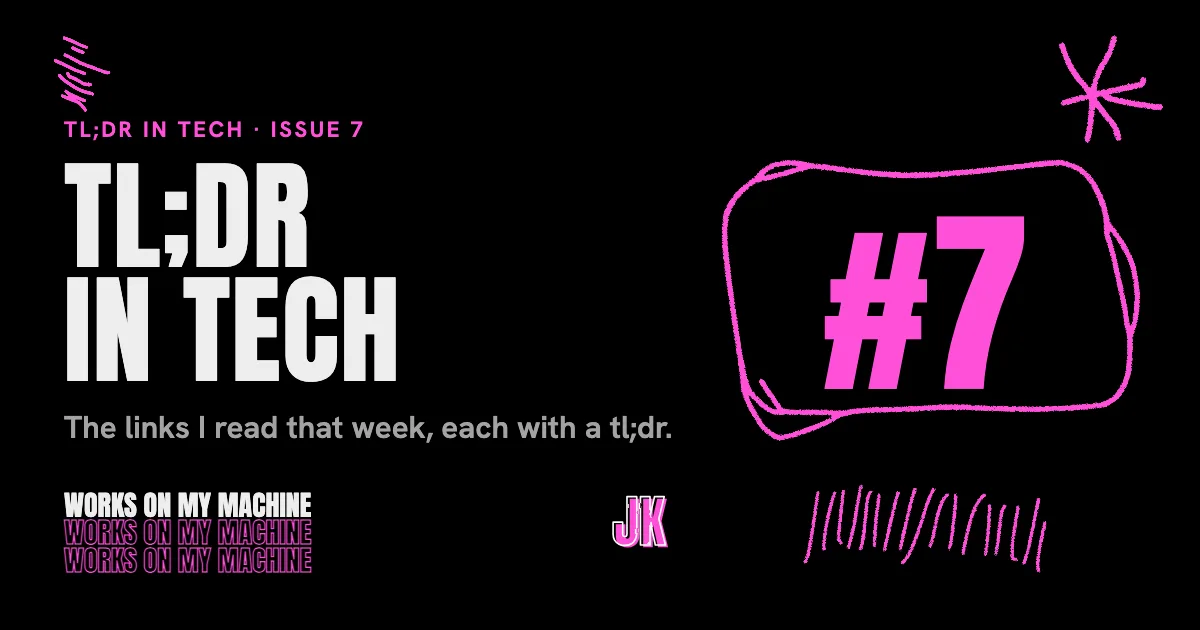 TL;DR IN TECH · ISSUE 7
TL;DR
IN TECH
The links I read that week, each with a tl;dr.
#7
WORKS ON MY MACHINE
WORKS ON MY MACHINE
WORKS ON MY MACHINE
JK